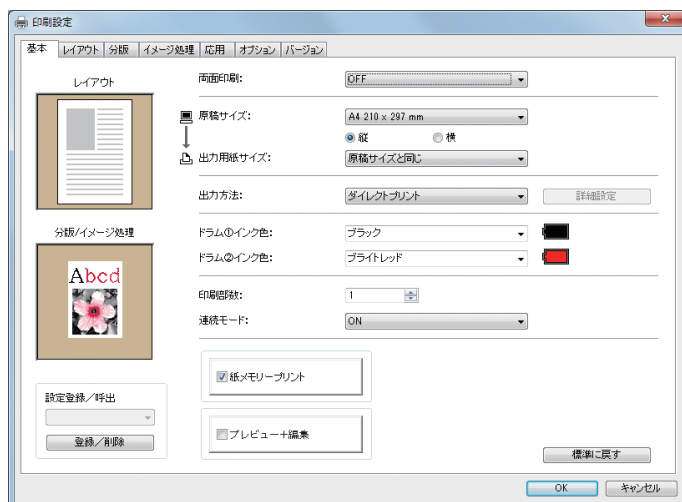 印刷設定
基本 レイアウト 分版 イメージ処理 応用 オプション バージョン
レイアウト
両面印刷: OFF
原稿サイズ: A4 210 x 297 mm
縦 横
出力用紙サイズ: 原稿サイズと同じ
出力方法: ダイレクトプリント 詳細設定
分版/イメージ処理
Abcd
ドラム①インク色: ブラック
ドラム②インク色: ブライトレッド
印刷部数: 1
連続モード: ON
紙メモリープリント
設定登録／呼出
登録／削除
プレビュー＋編集
標準に戻す
OK キャンセル